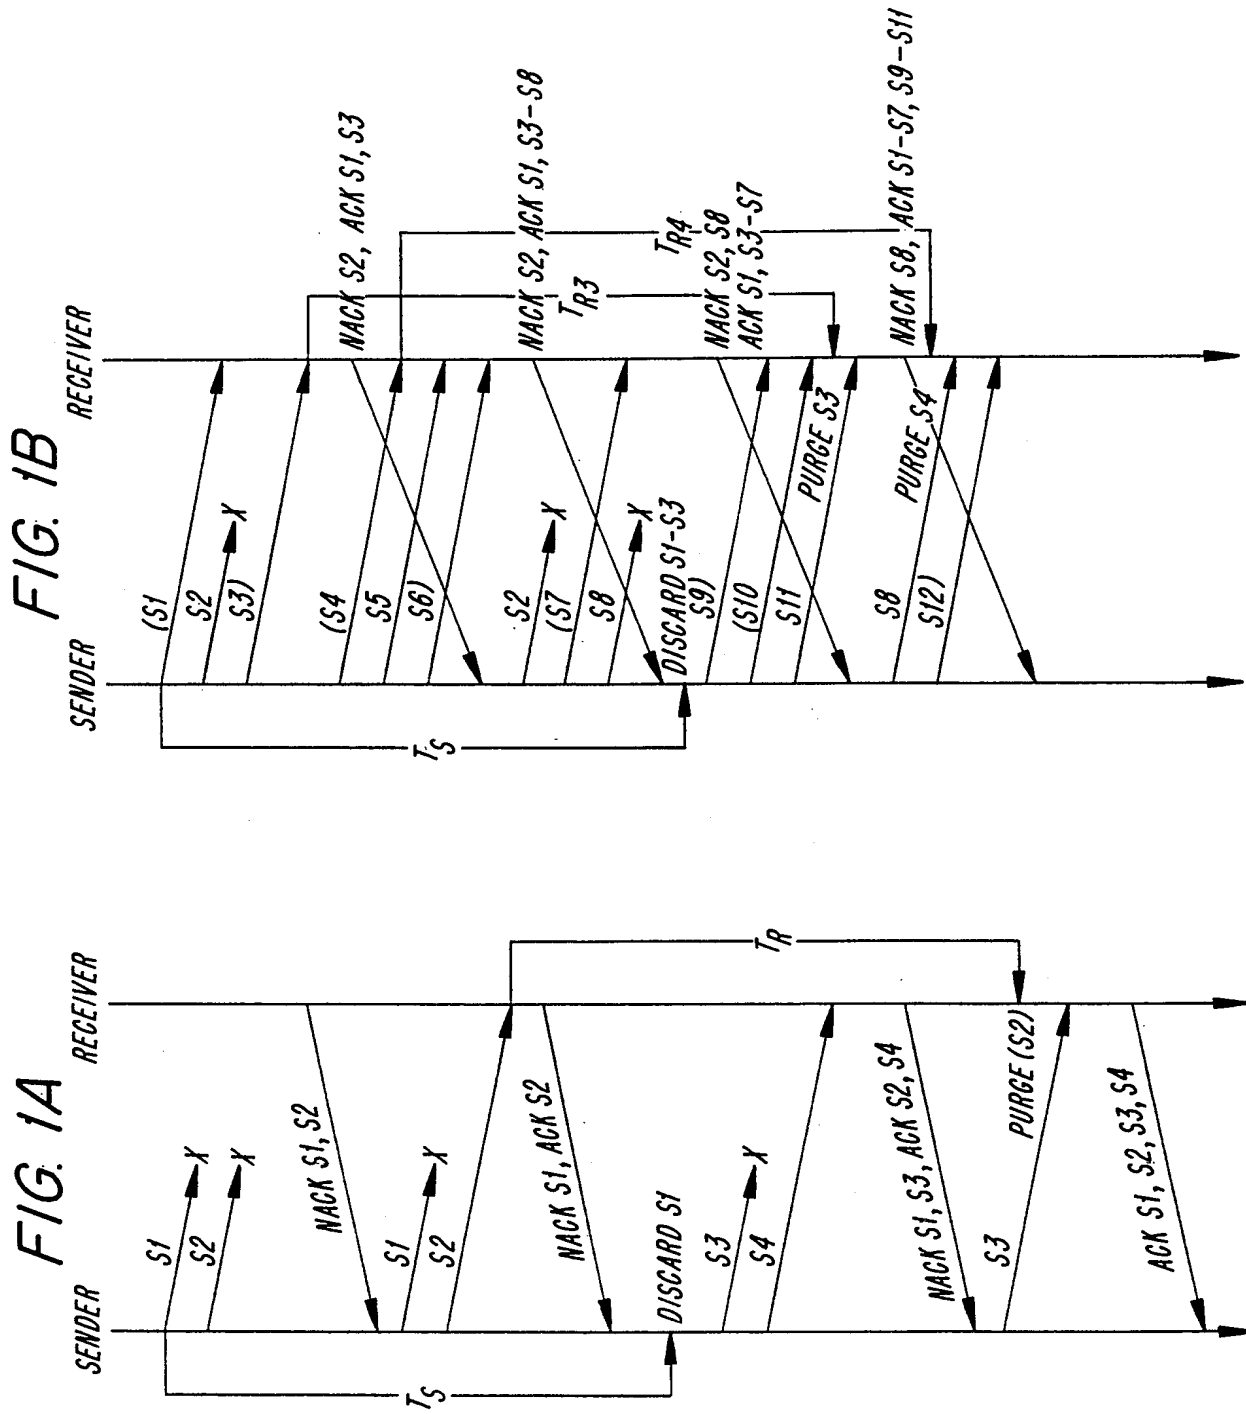 FIG. 1A
SENDER
RECEIVER
S1
X
S2
X
NACK S1, S2
S1
X
S2
NACK S1, ACK S2
TS
TR
DISCARD S1
S3
X
S4
NACK S1, S3, ACK S2, S4
PURGE (S2)
S3
ACK S1, S2, S3, S4
FIG. 1B
SENDER
RECEIVER
(S1
S2
X
S3)
NACK S2, ACK S1, S3
(S4
S5
S6)
TS
NACK S2, ACK S1, S3-S8
S2
X
(S7
S8
X
TR3
TR4
DISCARD S1-S3
S9)
NACK S2, S8
ACK S1, S3-S7
(S10
S11
PURGE S3
NACK S8, ACK S1-S7, S9-S11
PURGE S4
S8
S12)